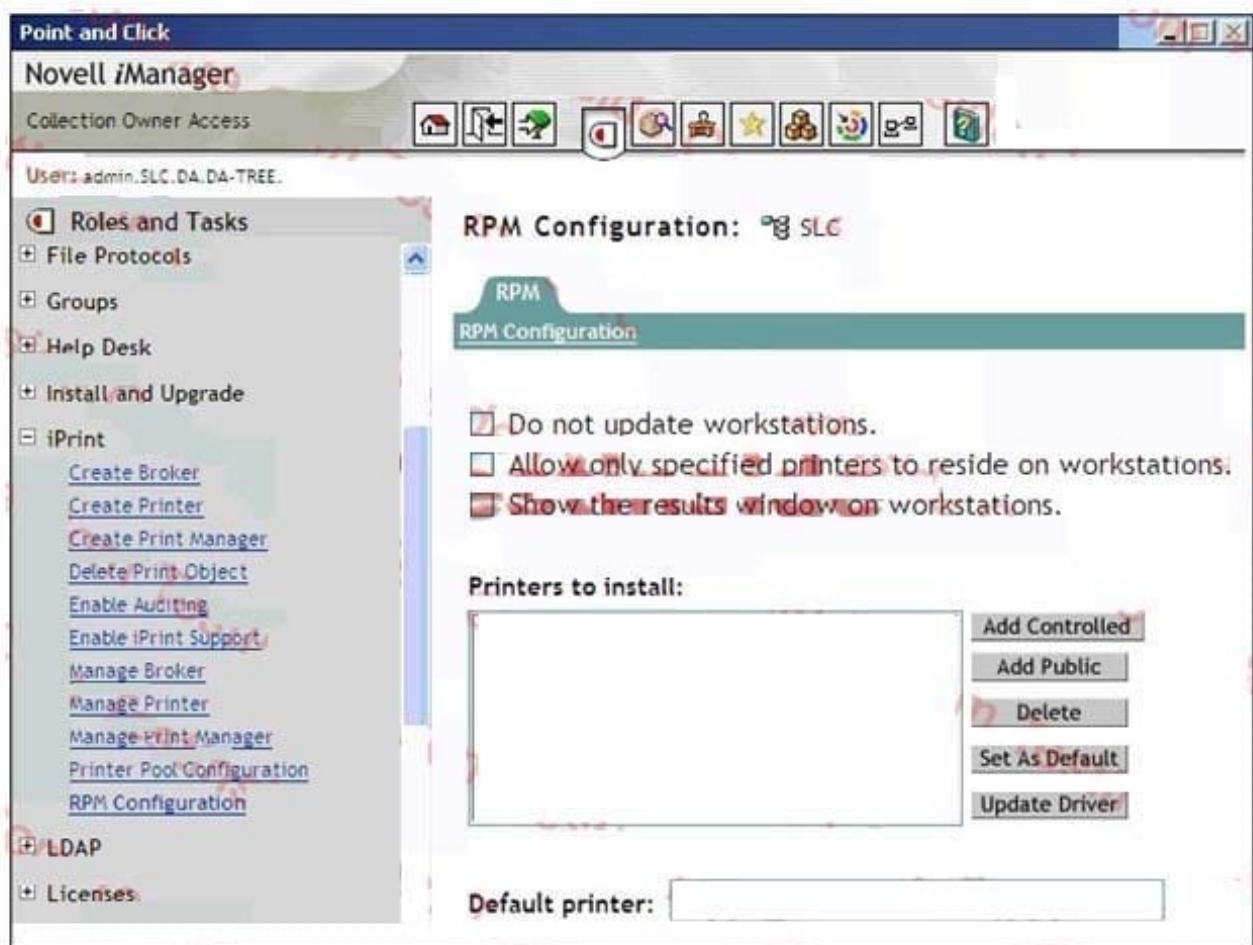 Point and Click
Novell iManager
Collection Owner Access
User: admin.SLC.DA.DA-TREE.
Roles and Tasks
File Protocols
Groups
Help Desk
Install and Upgrade
iPrint
Create Broker
Create Printer
Create Print Manager
Delete Print Object
Enable Auditing
Enable iPrint Support
Manage Broker
Manage Printer
Manage Print Manager
Printer Pool Configuration
RPM Configuration
LDAP
Licenses
RPM Configuration: SLC
RPM
RPM Configuration
Do not update workstations.
Allow only specified printers to reside on workstations.
Show the results window on workstations.
Printers to install:
Add Controlled
Add Public
Delete
Set As Default
Update Driver
Default printer: